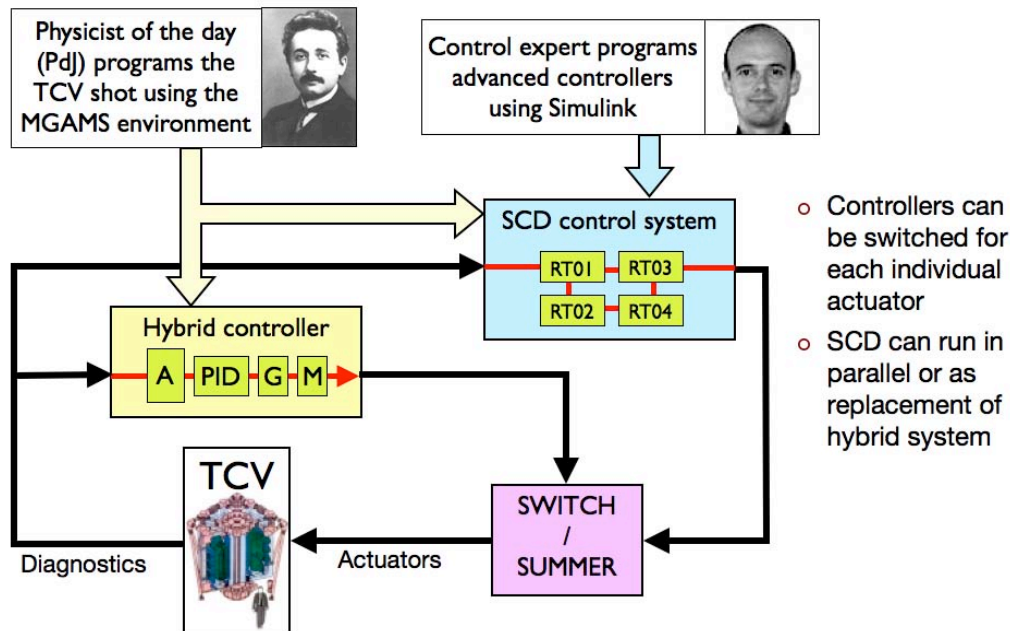 Physicist of the day
(PdJ) programs the
TCV shot using the
MGAMS environment
Control expert programs
advanced controllers
using Simulink
SCD control system
RT01
RT03
RT02
RT04
Hybrid controller
A
PID
G
M
TCV
SWITCH
/
SUMMER
Diagnostics
Actuators
Controllers can
be switched for
each individual
actuator
SCD can run in
parallel or as
replacement of
hybrid system